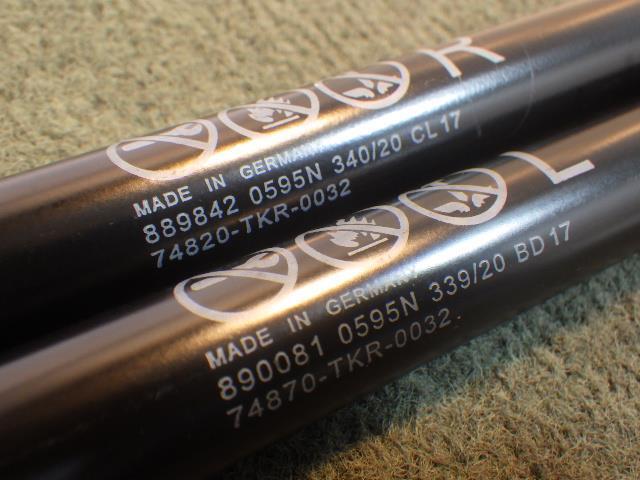 R
MADE IN GERMANY
889842 0595N 340/20 CL 17
74820-TKR-0032
L
MADE IN GERMANY
890081 0595N 339/20 BD 17
74870-TKR-0032